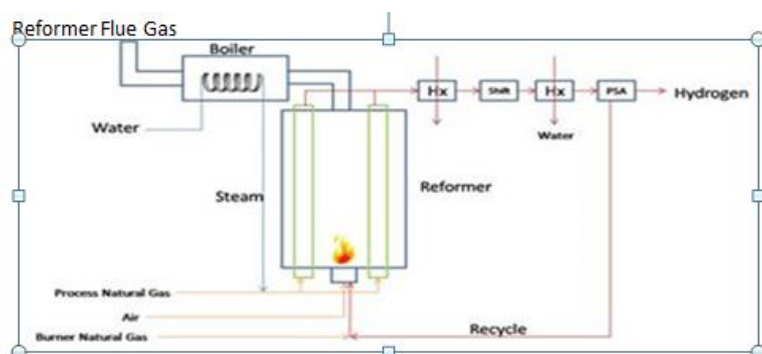 Reformer Flue Gas
Boiler
Hx
Shift
Hx
PSA
Hydrogen
Water
Water
Steam
Reformer
Process Natural Gas
Air
Burner Natural Gas
Recycle